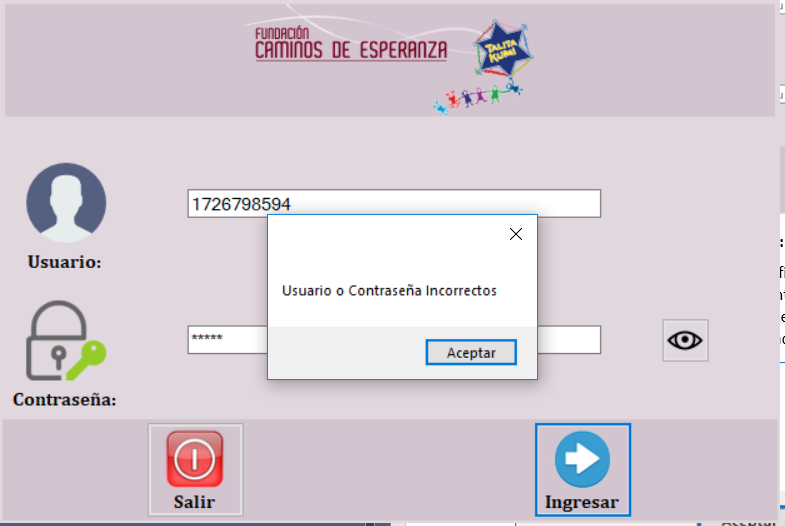 FUNDACIÓN
CAMINOS DE ESPERANZA
TALITA
KUMI
1726798594
Usuario:
Usuario o Contraseña Incorrectos
*****
Aceptar
Contraseña:
Salir
Ingresar